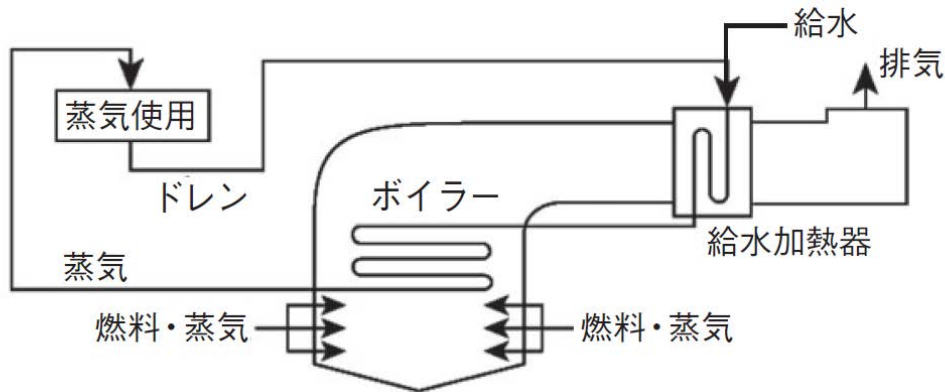 給水
排気
蒸気使用
ドレン
ボイラー
給水加熱器
蒸気
燃料・蒸気
燃料・蒸気